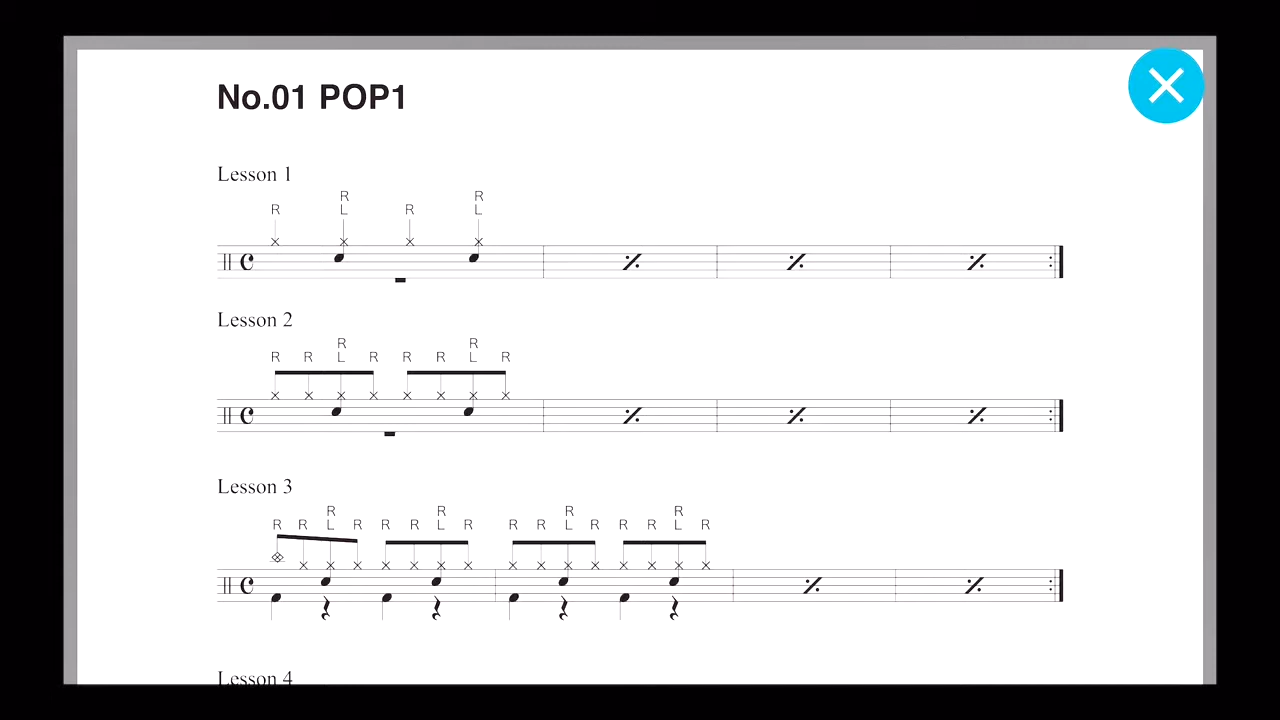 No.01 POP1
Lesson 1
R
R R R L
L
Lesson 2
R R
R R L R R R L R
Lesson 3
R R R R
R R L R R R L R R R L R R R L R
Lesson 4